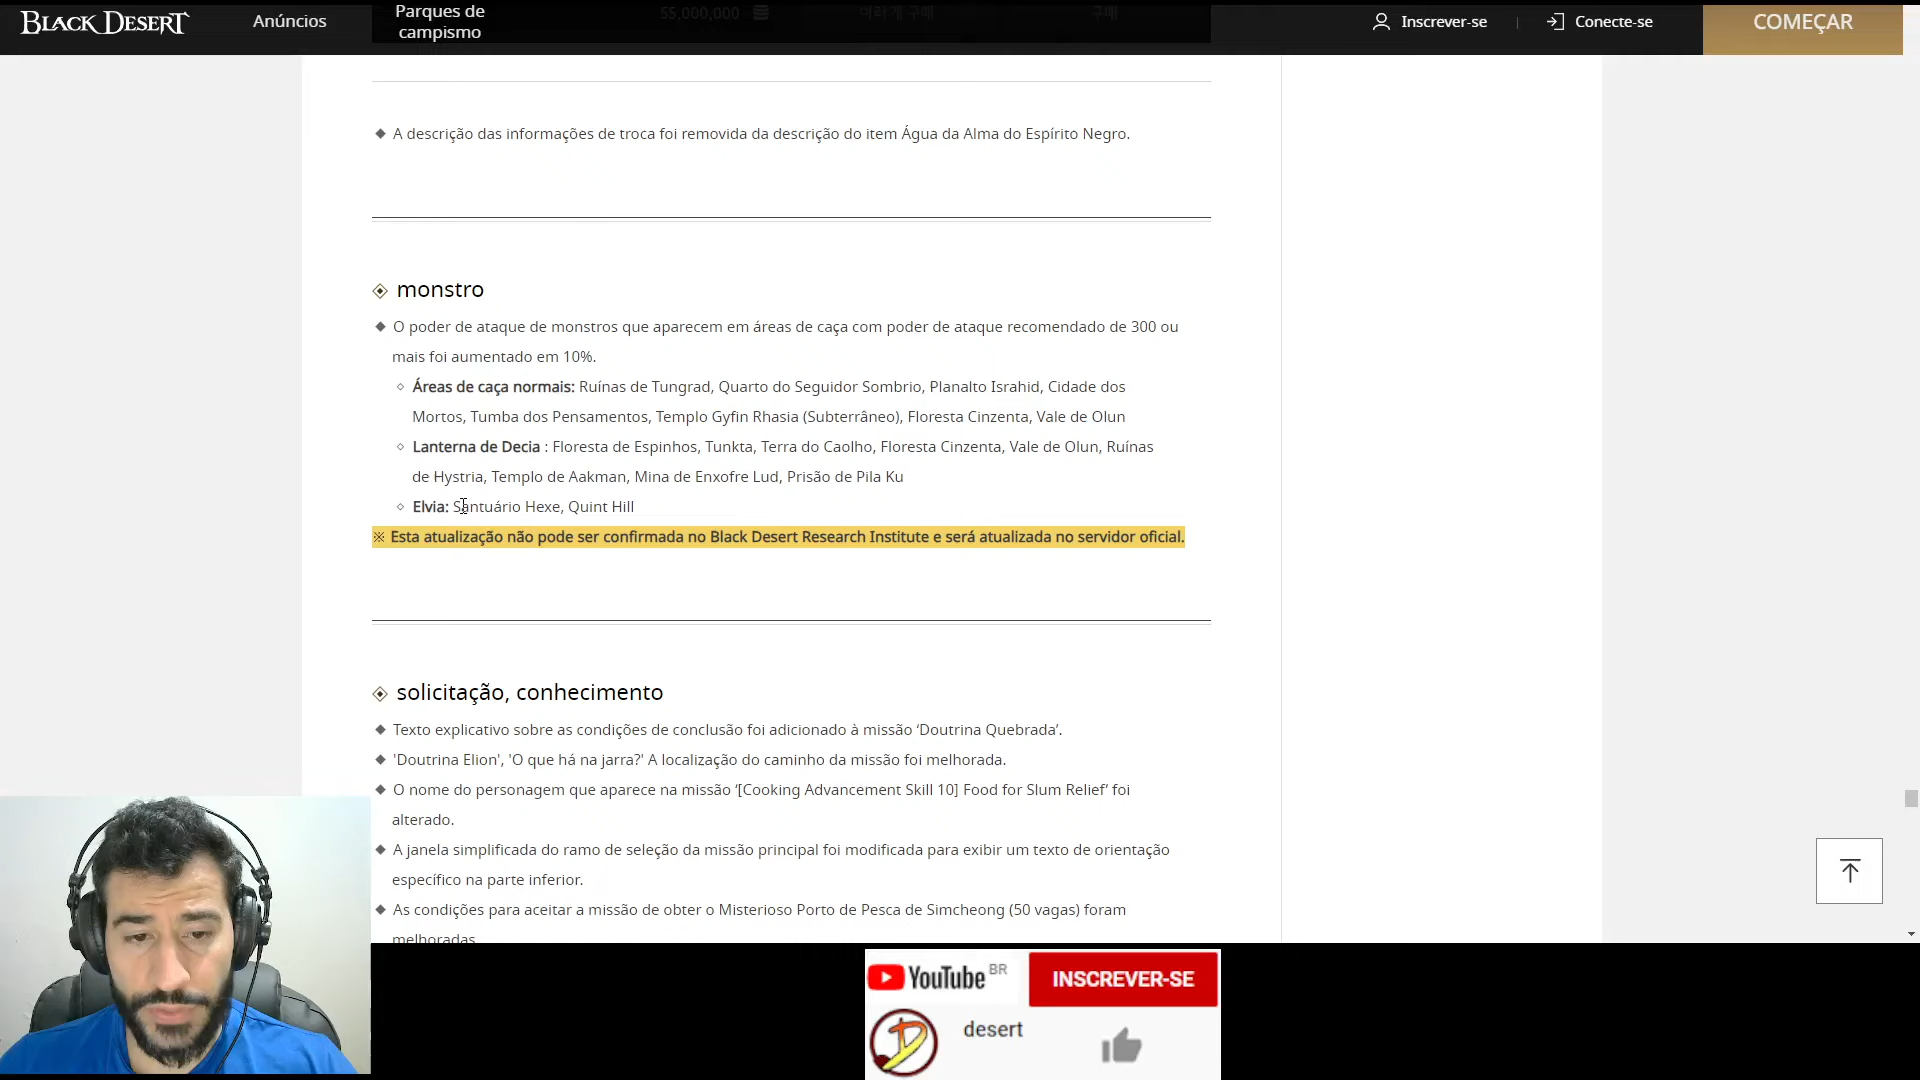 BLACK DESERT
Anúncios
Parques de
campismo
55,000,000
여러 개 구매
구매
Inscrever-se
Conecte-se
COMEÇAR
A descrição das informações de troca foi removida da descrição do item Água da Alma do Espírito Negro.
monstro
O poder de ataque de monstros que aparecem em áreas de caça com poder de ataque recomendado de 300 ou
mais foi aumentado em 10%.
Áreas de caça normais: Ruínas de Tungrad, Quarto do Seguidor Sombrio, Planalto Israhid, Cidade dos
Mortos, Tumba dos Pensamentos, Templo Gyfin Rhasia (Subterrâneo), Floresta Cinzenta, Vale de Olun
Lanterna de Decia : Floresta de Espinhos, Tunkta, Terra do Caolho, Floresta Cinzenta, Vale de Olun, Ruínas
de Hystria, Templo de Aakman, Mina de Enxofre Lud, Prisão de Pila Ku
Elvia: Santuário Hexe, Quint Hill
※ Esta atualização não pode ser confirmada no Black Desert Research Institute e será atualizada no servidor oficial.
solicitação, conhecimento
Texto explicativo sobre as condições de conclusão foi adicionado à missão ‘Doutrina Quebrada’.
'Doutrina Elion', 'O que há na jarra?' A localização do caminho da missão foi melhorada.
O nome do personagem que aparece na missão ‘[Cooking Advancement Skill 10] Food for Slum Relief’ foi
alterado.
A janela simplificada do ramo de seleção da missão principal foi modificada para exibir um texto de orientação
específico na parte inferior.
As condições para aceitar a missão de obter o Misterioso Porto de Pesca de Simcheong (50 vagas) foram
melhoradas
YouTube BR
INSCREVER-SE
desert